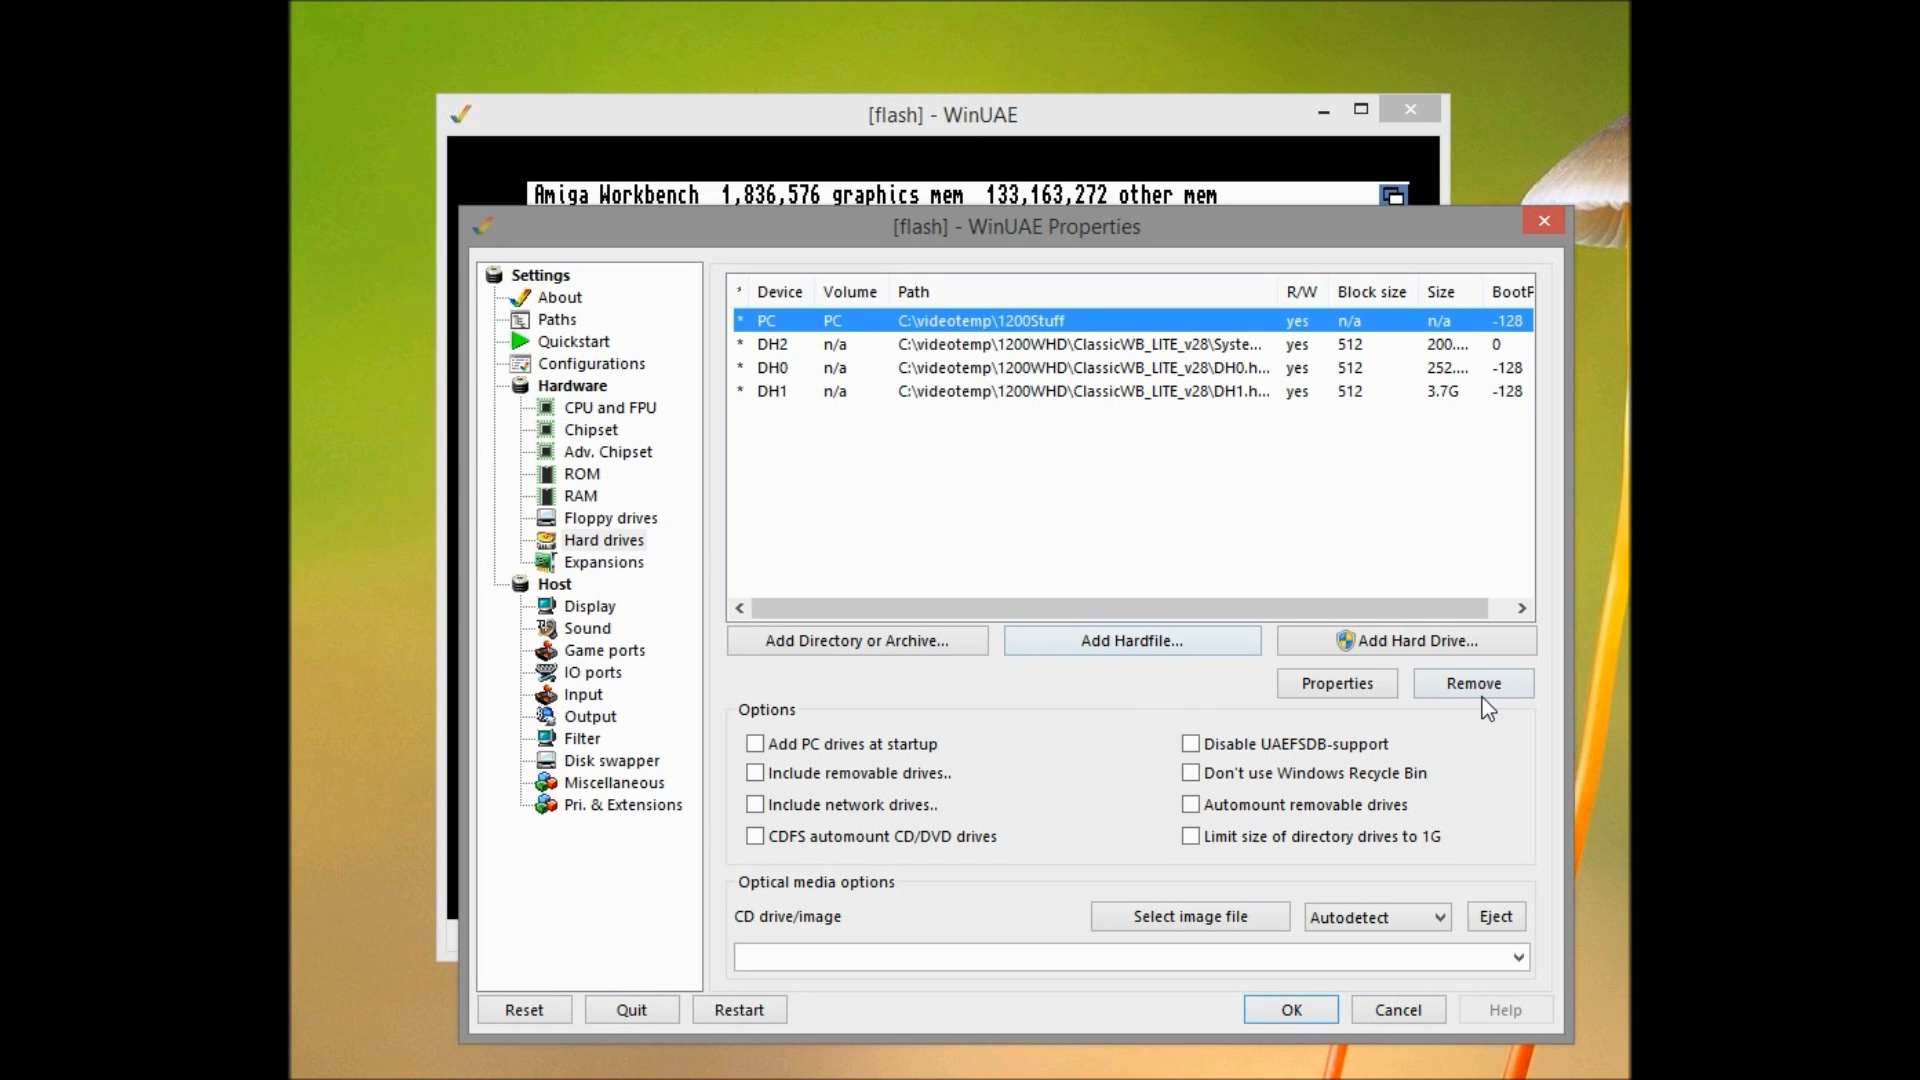 [flash] - WinUAE
Amiga Workbench 1,836,576 graphics mem 133,163,272 other mem
[flash] - WinUAE Properties
Settings
About
Paths
Quickstart
Configurations
Hardware
CPU and FPU
Chipset
Adv. Chipset
ROM
RAM
Floppy drives
Hard drives
Expansions
Host
Display
Sound
Game ports
IO ports
Input
Output
Filter
Disk swapper
Miscellaneous
Pri. & Extensions
* Device Volume Path R/W Block size Size BootP
* PC PC C:\videotemp\1200Stuff yes n/a n/a -128
* DH2 n/a C:\videotemp\1200WHD\ClassicWB_LITE_v28\Syste... yes 512 200.... 0
* DH0 n/a C:\videotemp\1200WHD\ClassicWB_LITE_v28\DH0.h... yes 512 252.... -128
* DH1 n/a C:\videotemp\1200WHD\ClassicWB_LITE_v28\DH1.h... yes 512 3.7G -128
Add Directory or Archive... Add Hardfile... Add Hard Drive...
Properties Remove
Options
Add PC drives at startup Disable UAEFSDB-support
Include removable drives.. Don't use Windows Recycle Bin
Include network drives.. Automount removable drives
CDFS automount CD/DVD drives Limit size of directory drives to 1G
Optical media options
CD drive/image Select image file Autodetect Eject
Reset Quit Restart OK Cancel Help